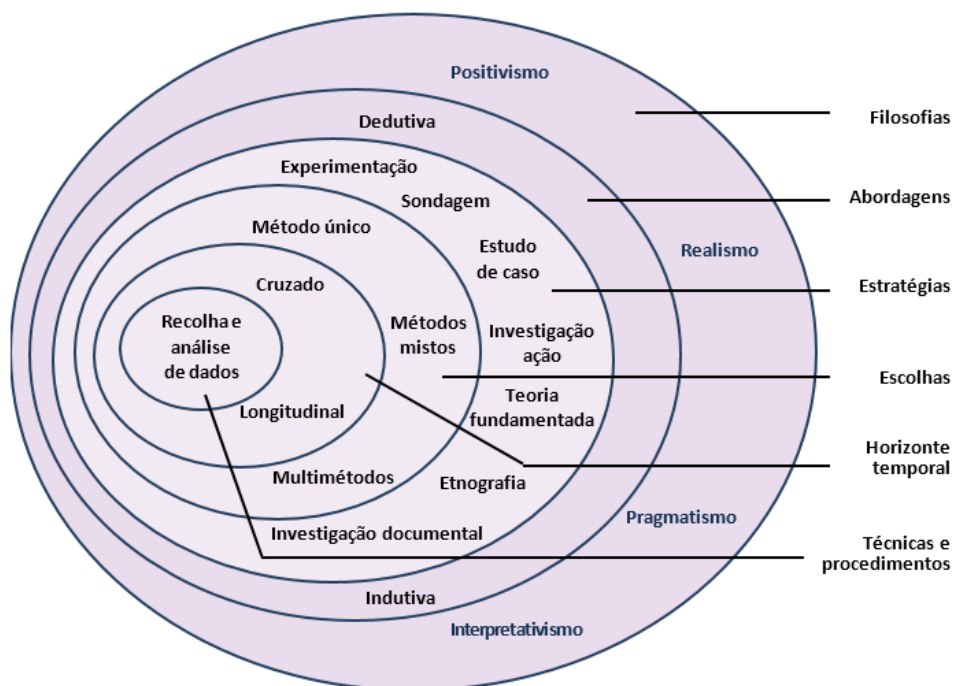 Positivismo
Filosofias
Dedutiva
Experimentação
Abordagens
Sondagem
Método único
Estudo
de caso
Realismo
Cruzado
Estratégias
Recolha e
análise
de dados
Métodos
mistos
Investigação
ação
Escolhas
Longitudinal
Teoria
fundamentada
Horizonte
temporal
Multimétodos
Etnografia
Pragmatismo
Investigação documental
Técnicas e
procedimentos
Indutiva
Interpretativismo